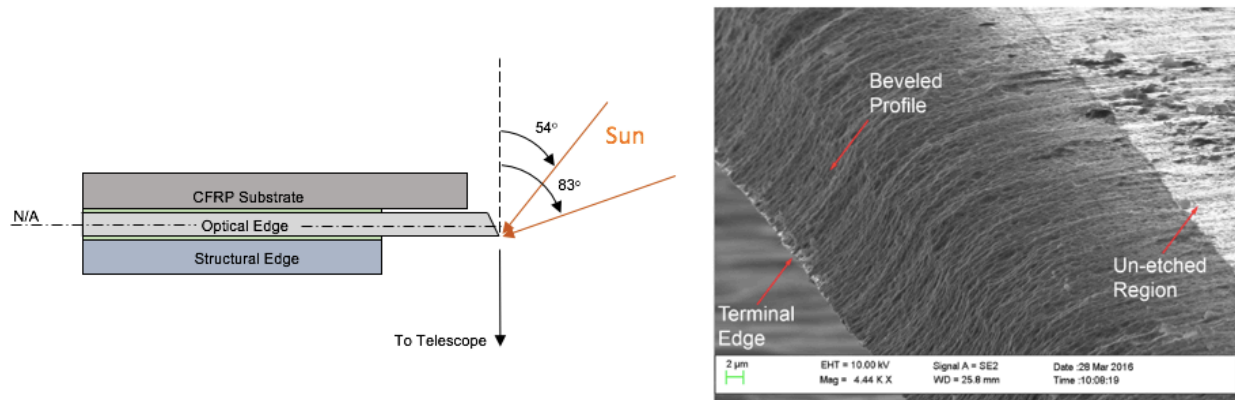 54°
Sun
83°
CFRP Substrate
N/A
Optical Edge
Structural Edge
To Telescope
Beveled
Profile
Un-etched
Region
Terminal
Edge
2 µm
EHT = 10.00 kV
Signal A = SE2
Date :28 Mar 2016
Mag = 4.44 K X
WD = 25.8 mm
Time :10:08:19